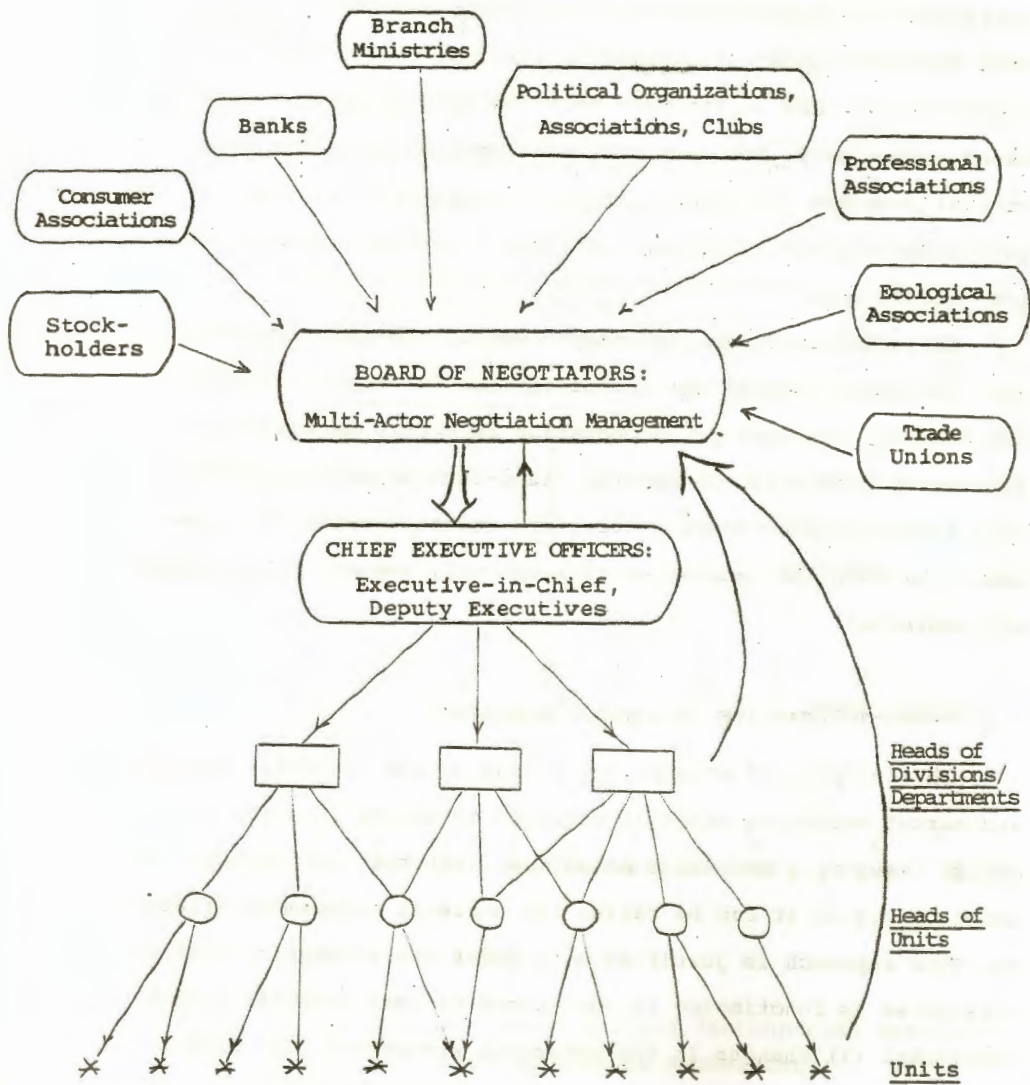 Branch
Ministries
Political Organizations,
Associations, Clubs
Banks
Professional
Associations
Consumer
Associations
Ecological
Associations
Stock-
holders
BOARD OF NEGOTIATORS:
Multi-Actor Negotiation Management
Trade
Unions
CHIEF EXECUTIVE OFFICERS:
Executive-in-Chief,
Deputy Executives
Heads of
Divisions/
Departments
Heads of
Units
Units